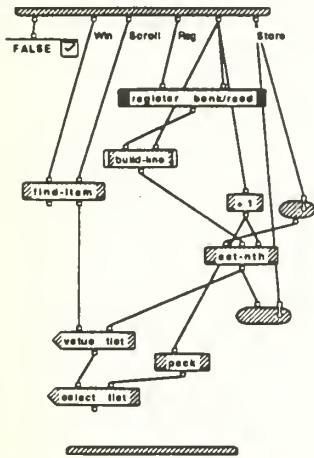 Win Scroll Reg Store
FALSE
register bank/read
build-line
find-item
+ 1
set-nth
value list
pack
select list